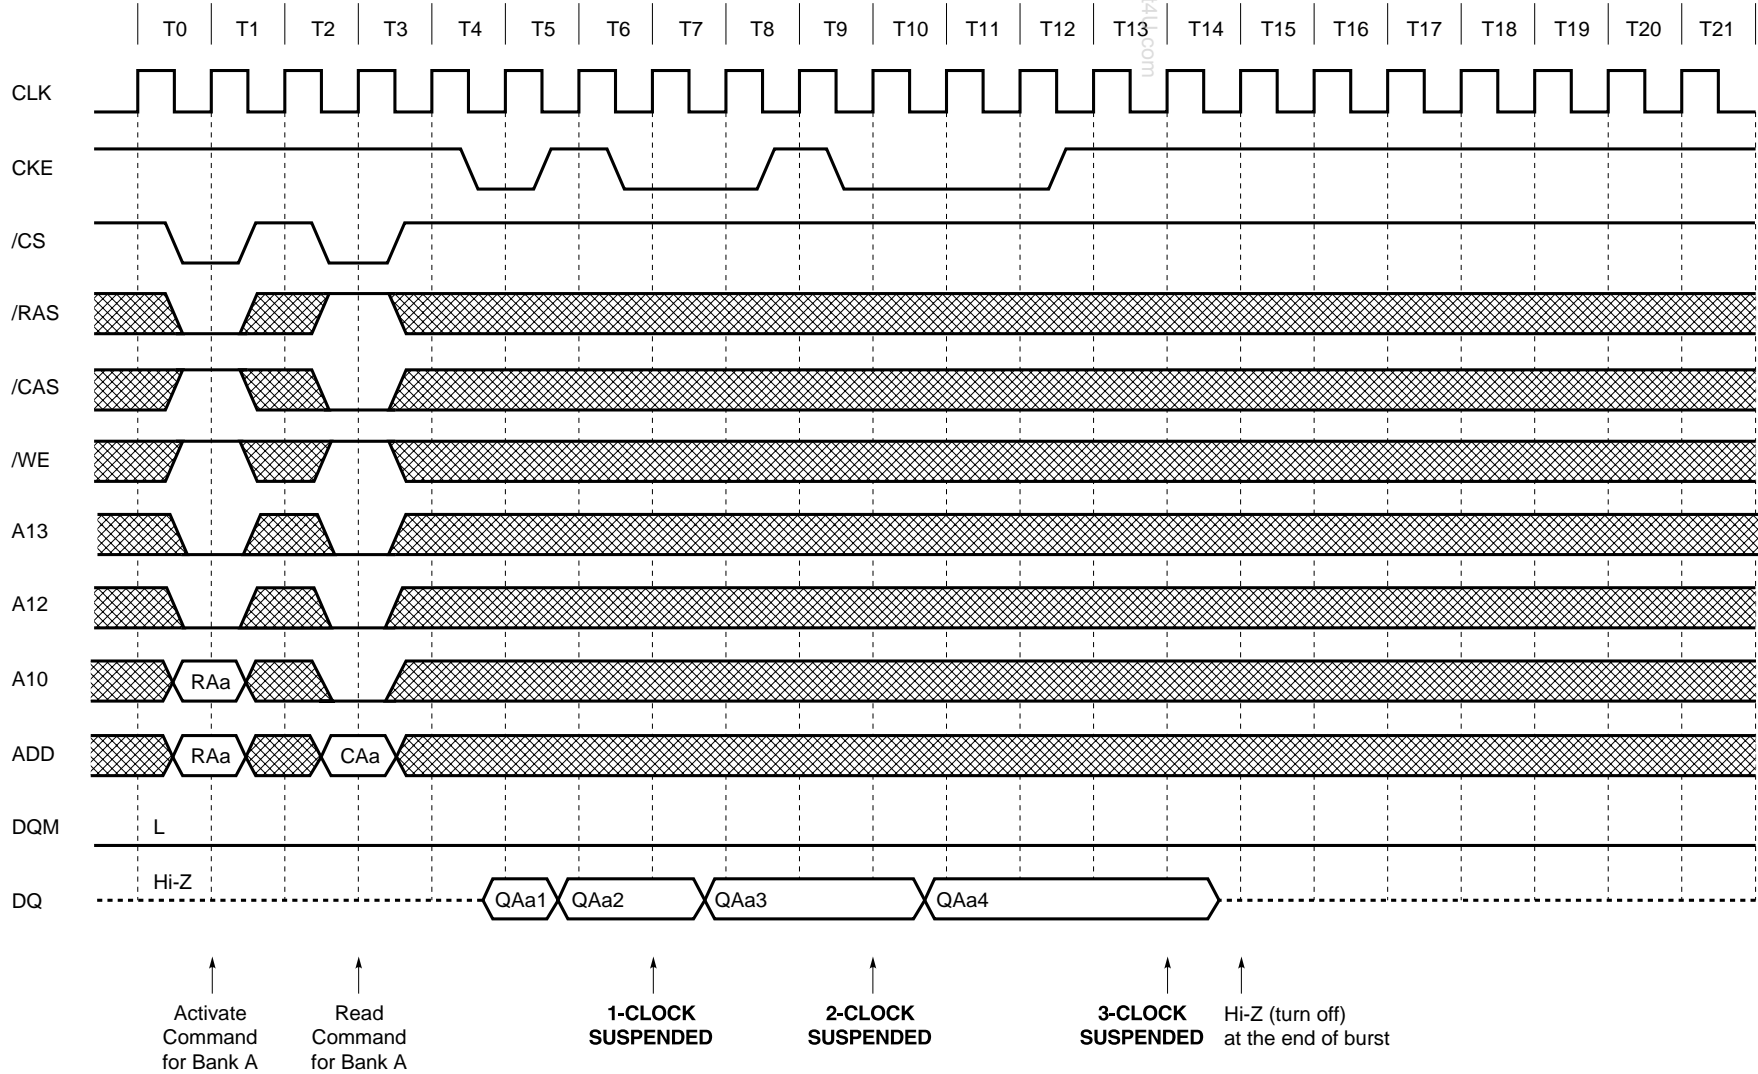 T0 T1 T2 T3 T4 T5 T6 T7 T8 T9 T10 T11 T12 T13 T14 T15 T16 T17 T18 T19 T20 T21
t4U.com
CLK
CKE
/CS
/RAS
/CAS
/WE
A13
A12
A10 RAa
ADD RAa CAa
DQM L
Hi-Z
DQ QAa1 QAa2 QAa3 QAa4
Activate
Command
for Bank A
Read
Command
for Bank A
1-CLOCK
SUSPENDED
2-CLOCK
SUSPENDED
3-CLOCK
SUSPENDED
Hi-Z (turn off)
at the end of burst